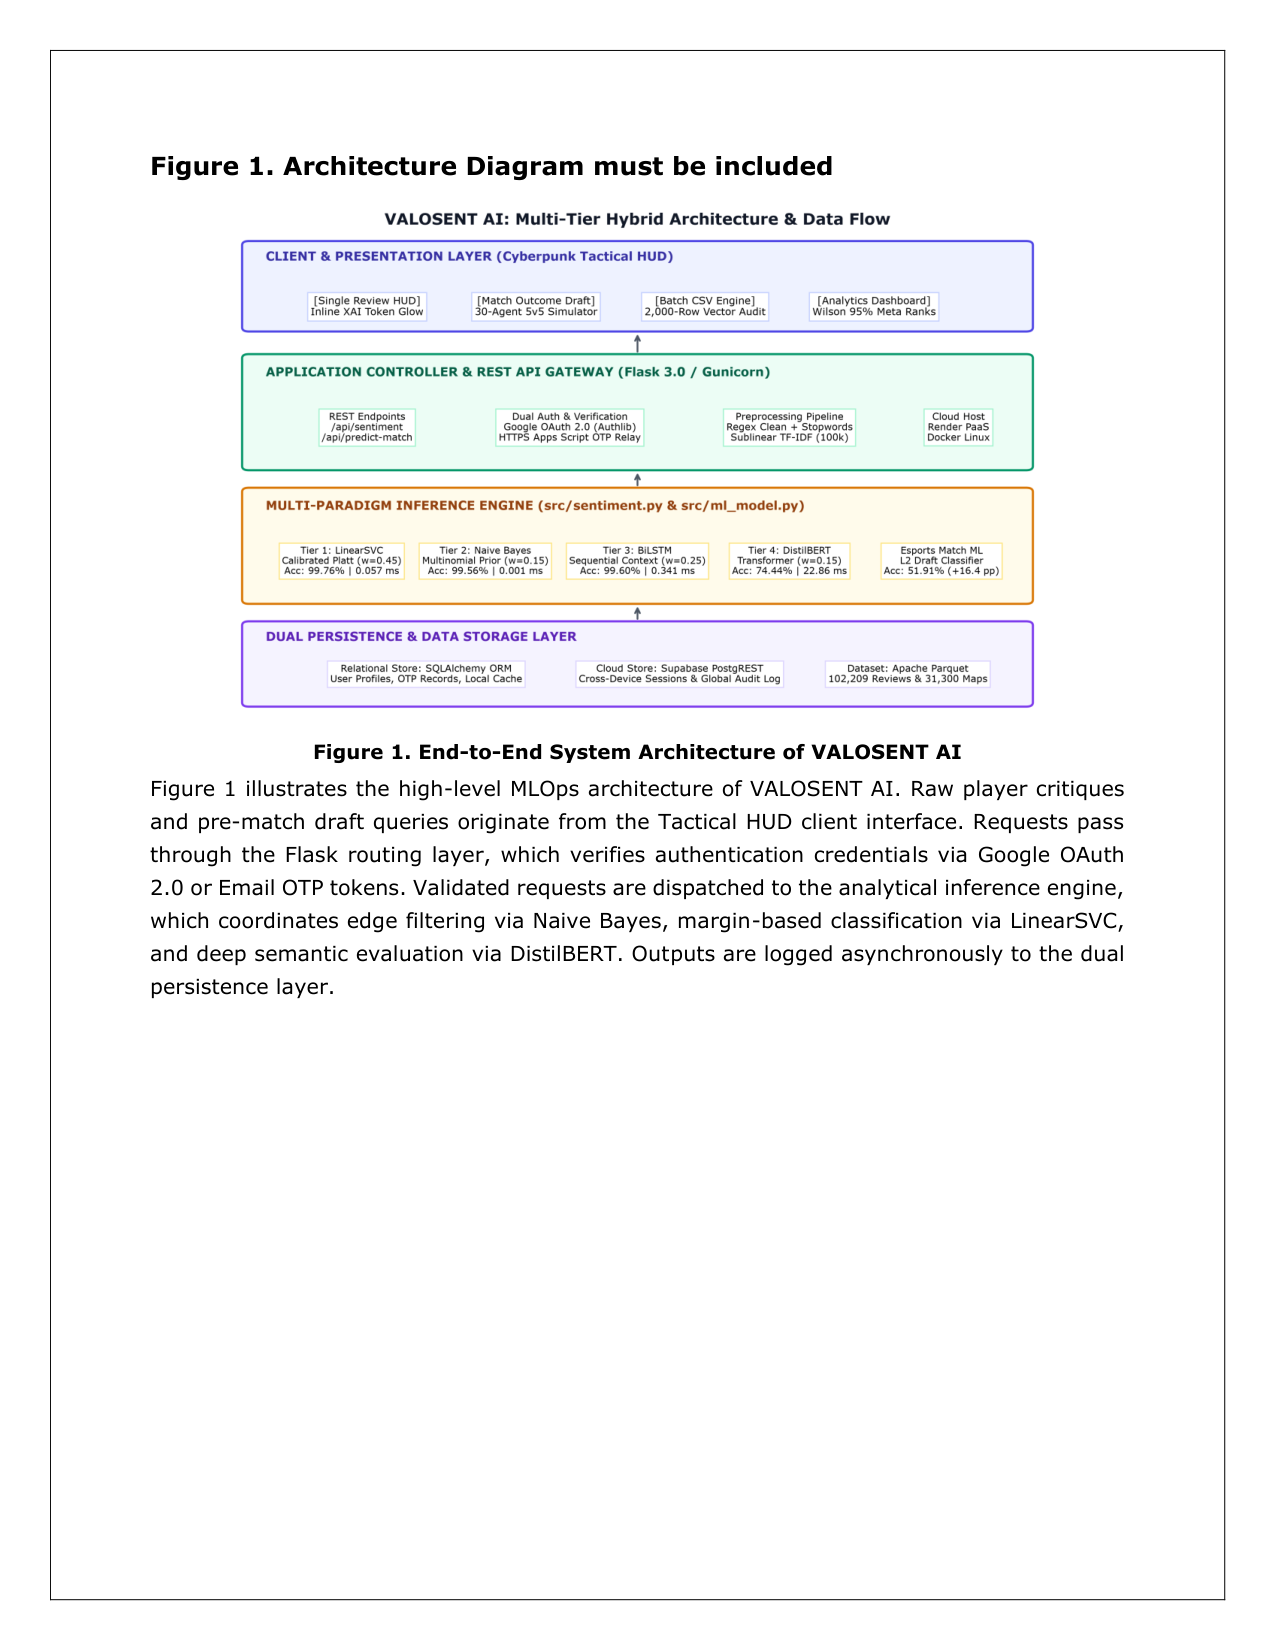 Figure 1. Architecture Diagram must be included
VALOSENT AI: Multi-Tier Hybrid Architecture & Data Flow
CLIENT & PRESENTATION LAYER (Cyberpunk Tactical HUD)
[Single Review HUD]
Inline XAI Token Glow
[Match Outcome Draft]
30-Agent 5v5 Simulator
[Batch CSV Engine]
2,000-Row Vector Audit
[Analytics Dashboard]
Wilson 95% Meta Ranks
APPLICATION CONTROLLER & REST API GATEWAY (Flask 3.0 / Gunicorn)
REST Endpoints
/api/sentiment
/api/predict-match
Dual Auth & Verification
Google OAuth 2.0 (Authlib)
HTTPS Apps Script OTP Relay
Preprocessing Pipeline
Regex Clean + Stopwords
Sublinear TF-IDF (100k)
Cloud Host
Render PaaS
Docker Linux
MULTI-PARADIGM INFERENCE ENGINE (src/sentiment.py & src/ml_model.py)
Tier 1: LinearSVC
Calibrated Platt (w=0.45)
Acc: 99.76% | 0.057 ms
Tier 2: Naive Bayes
Multinomial Prior (w=0.15)
Acc: 99.56% | 0.001 ms
Tier 3: BiLSTM
Sequential Context (w=0.25)
Acc: 99.60% | 0.341 ms
Tier 4: DistilBERT
Transformer (w=0.15)
Acc: 74.44% | 22.86 ms
Esports Match ML
L2 Draft Classifier
Acc: 51.91% (+16.4 pp)
DUAL PERSISTENCE & DATA STORAGE LAYER
Relational Store: SQLAlchemy ORM
User Profiles, OTP Records, Local Cache
Cloud Store: Supabase PostgREST
Cross-Device Sessions & Global Audit Log
Dataset: Apache Parquet
102,209 Reviews & 31,300 Maps
Figure 1. End-to-End System Architecture of VALOSENT AI
Figure 1 illustrates the high-level MLOps architecture of VALOSENT AI. Raw player critiques
and pre-match draft queries originate from the Tactical HUD client interface. Requests pass
through the Flask routing layer, which verifies authentication credentials via Google OAuth
2.0 or Email OTP tokens. Validated requests are dispatched to the analytical inference engine,
which coordinates edge filtering via Naive Bayes, margin-based classification via LinearSVC,
and deep semantic evaluation via DistilBERT. Outputs are logged asynchronously to the dual
persistence layer.